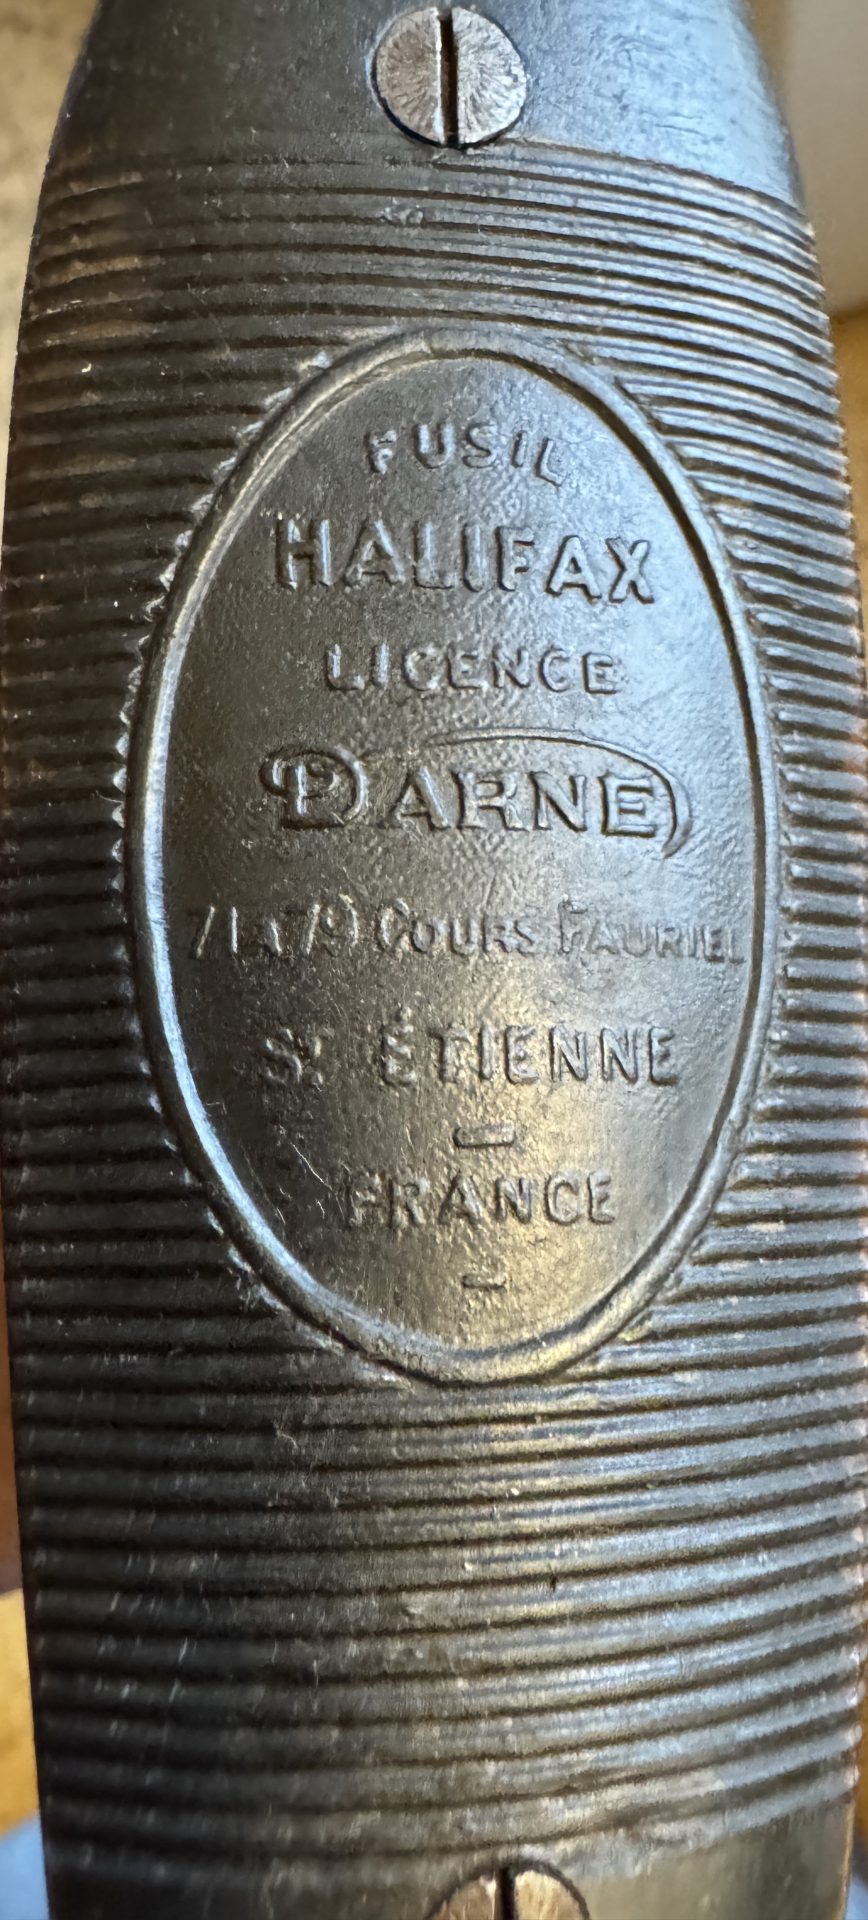 FUSIL
HALIFAX
LICENCE
DARNE
71 à 79 COURS FAURIEL
ST ÉTIENNE
—
FRANCE
—